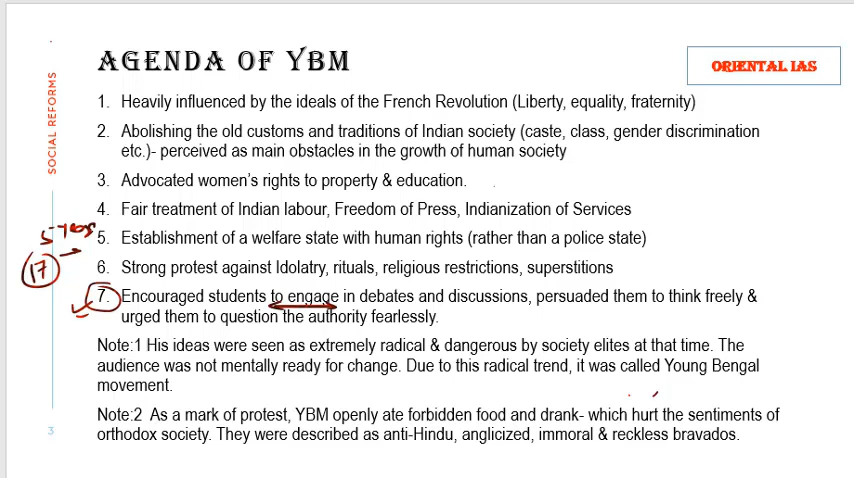 AGENDA OF YBM
ORIENTAL IAS
SOCIAL REFORMS
1. Heavily influenced by the ideals of the French Revolution (Liberty, equality, fraternity)
2. Abolishing the old customs and traditions of Indian society (caste, class, gender discrimination
etc.)- perceived as main obstacles in the growth of human society
3. Advocated women's rights to property & education.
4. Fair treatment of Indian labour, Freedom of Press, Indianization of Services
5. Establishment of a welfare state with human rights (rather than a police state)
17
6. Strong protest against Idolatry, rituals, religious restrictions, superstitions
7. Encouraged students to engage in debates and discussions, persuaded them to think freely &
urged them to question the authority fearlessly.
Note:1 His ideas were seen as extremely radical & dangerous by society elites at that time. The
audience was not mentally ready for change. Due to this radical trend, it was called Young Bengal
movement.
Note:2 As a mark of protest, YBM openly ate forbidden food and drank- which hurt the sentiments of
orthodox society. They were described as anti-Hindu, anglicized, immoral & reckless bravados.
3